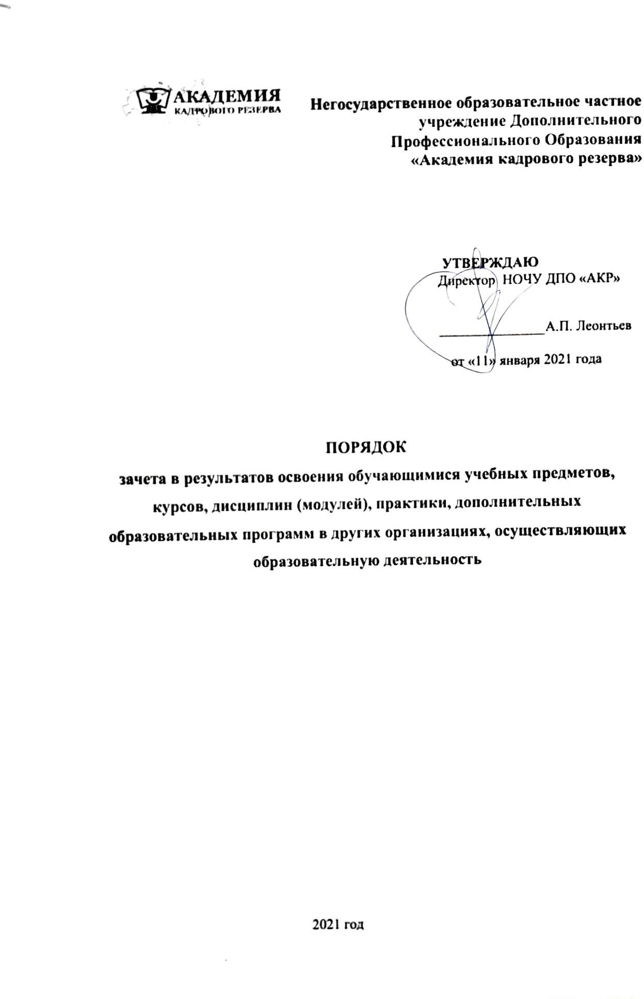 АКАДЕМИЯ
КАДРОВОГО РЕЗЕРВА
Негосударственное образовательное частное
учреждение Дополнительного
Профессионального Образования
«Академия кадрового резерва»
УТВЕРЖДАЮ
Директор НОЧУ ДПО «АКР»
А.П. Леонтьев
от «11» января 2021 года
ПОРЯДОК
зачета в результатов освоения обучающимися учебных предметов,
курсов, дисциплин (модулей), практики, дополнительных
образовательных программ в других организациях, осуществляющих
образовательную деятельность
2021 год